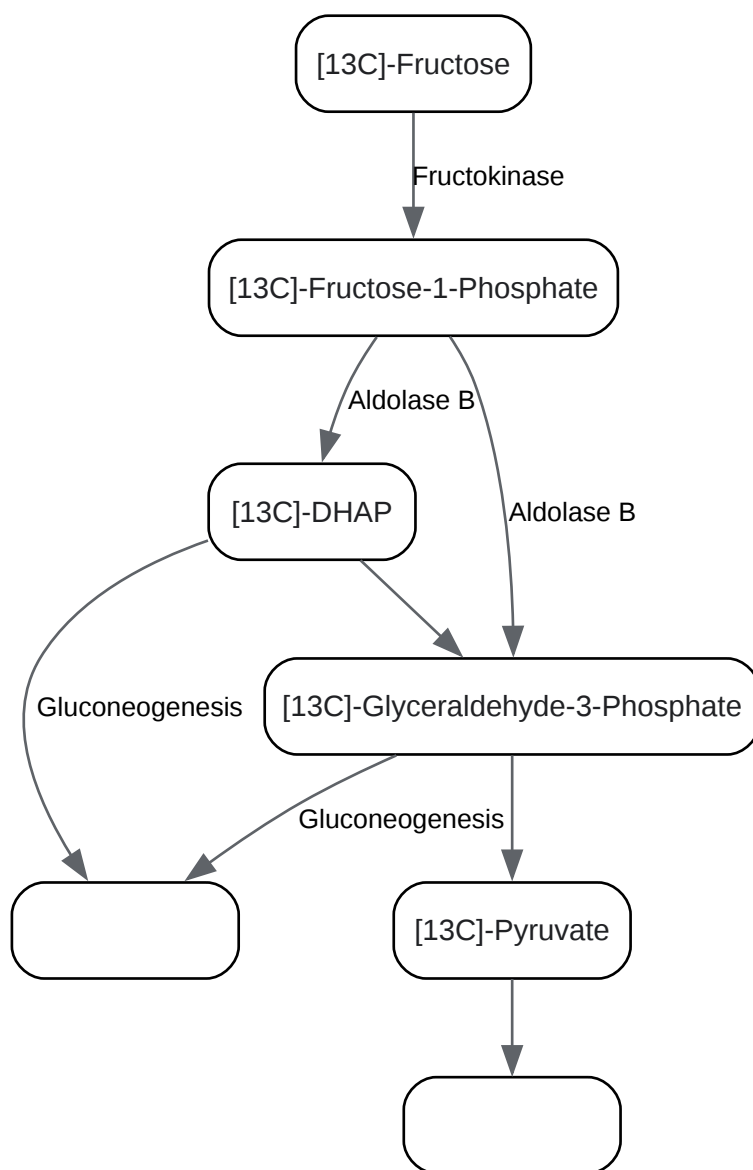 [13C]-Fructose
Fructokinase
[13C]-Fructose-1-Phosphate
Aldolase B
[13C]-DHAP
Aldolase B
[13C]-Glyceraldehyde-3-Phosphate
Gluconeogenesis
Gluconeogenesis
[13C]-Pyruvate